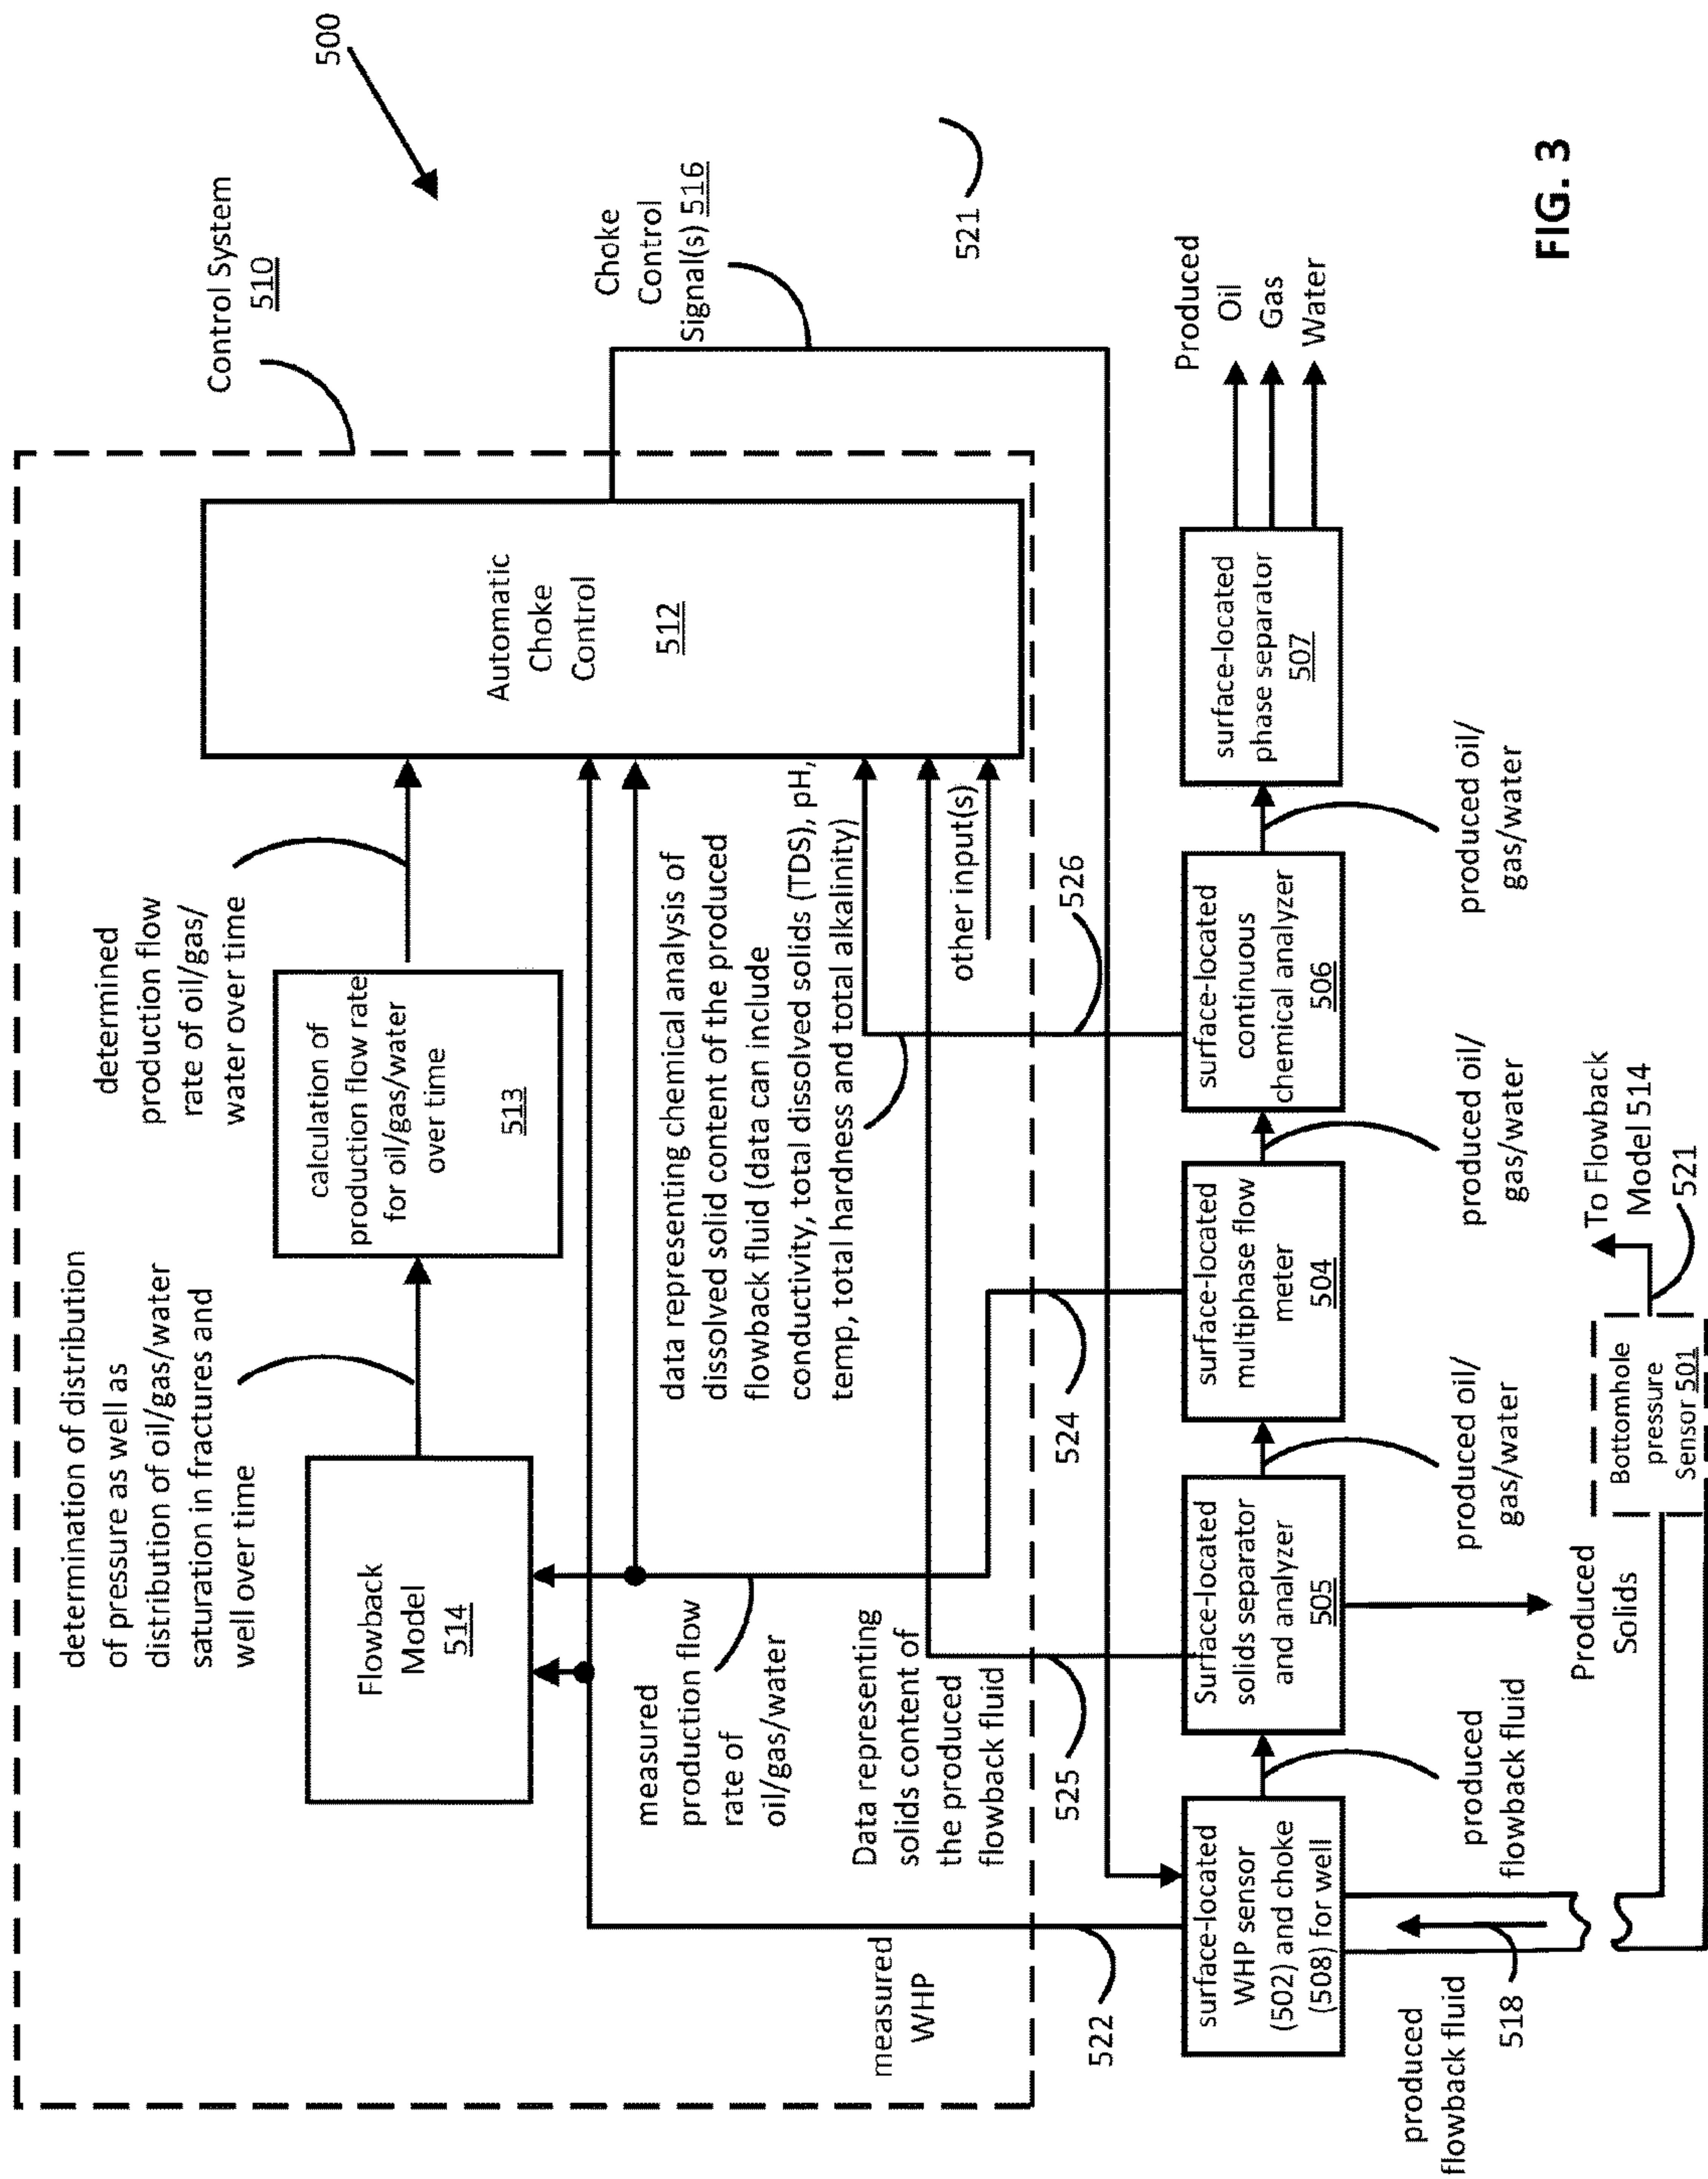 500
Control System
510
determination of distribution
of pressure as well as
distribution of oil/gas/water
saturation in fractures and
well over time
determined
production flow
rate of oil/gas/
water over time
Flowback
Model
514
calculation of
production flow rate
for oil/gas/water
over time
513
Automatic
Choke
Control
512
Choke
Control
Signal(s) 516
521
measured
production flow
rate of
oil/gas/water
data representing chemical analysis of
dissolved solid content of the produced
flowback fluid (data can include
conductivity, total dissolved solids (TDS), pH,
temp, total hardness and total alkalinity)
Data representing
solids content of
the produced
flowback fluid
other input(s)
measured
WHP
522
525
524
526
surface-located
WHP sensor
(502) and choke
(508) for well
Surface-located
solids separator
and analyzer
505
surface-located
multiphase flow
meter
504
surface-located
continuous
chemical analyzer
506
surface-located
phase separator
507
Produced
Oil
Gas
Water
produced
flowback fluid
518
produced
flowback fluid
produced oil/
gas/water
produced oil/
gas/water
produced oil/
gas/water
Produced
Solids
Bottomhole
pressure
Sensor 501
To Flowback
Model 514
521
FIG. 3